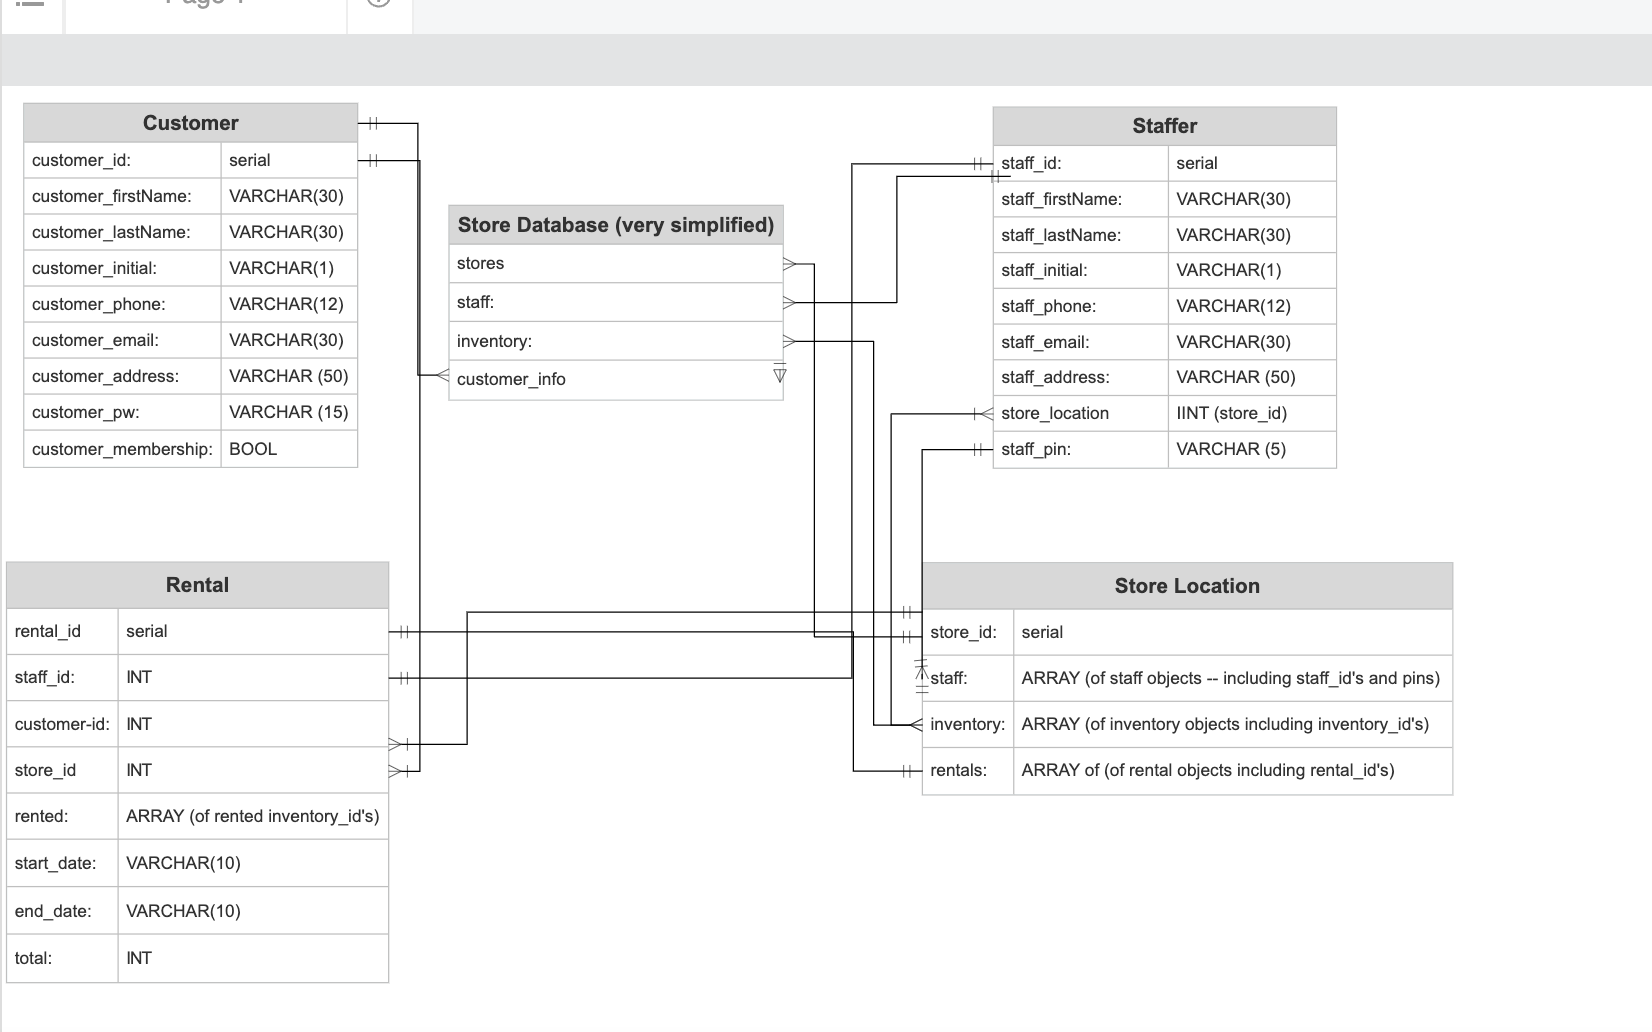 Page 1
Customer
customer_id: serial
customer_firstName: VARCHAR(30)
customer_lastName: VARCHAR(30)
customer_initial: VARCHAR(1)
customer_phone: VARCHAR(12)
customer_email: VARCHAR(30)
customer_address: VARCHAR (50)
customer_pw: VARCHAR (15)
customer_membership: BOOL
Store Database (very simplified)
stores
staff:
inventory:
customer_info
Staffer
staff_id: serial
staff_firstName: VARCHAR(30)
staff_lastName: VARCHAR(30)
staff_initial: VARCHAR(1)
staff_phone: VARCHAR(12)
staff_email: VARCHAR(30)
staff_address: VARCHAR (50)
store_location IINT (store_id)
staff_pin: VARCHAR (5)
Rental
rental_id serial
staff_id: INT
customer-id: INT
store_id INT
rented: ARRAY (of rented inventory_id's)
start_date: VARCHAR(10)
end_date: VARCHAR(10)
total: INT
Store Location
store_id: serial
staff: ARRAY (of staff objects -- including staff_id's and pins)
inventory: ARRAY (of inventory objects including inventory_id's)
rentals: ARRAY of (of rental objects including rental_id's)